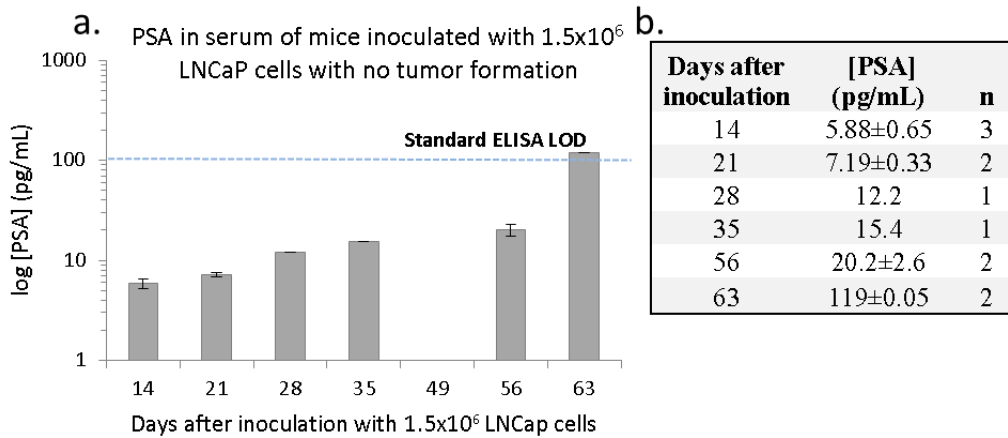 a.
PSA in serum of mice inoculated with 1.5x10⁶
LNCaP cells with no tumor formation
log [PSA] (pg/mL)
1000
100
10
1
Standard ELISA LOD
14 21 28 35 49 56 63
Days after inoculation with 1.5x10⁶ LNCap cells
b.
Days after inoculation [PSA] (pg/mL) n
14 5.88±0.65 3
21 7.19±0.33 2
28 12.2 1
35 15.4 1
56 20.2±2.6 2
63 119±0.05 2